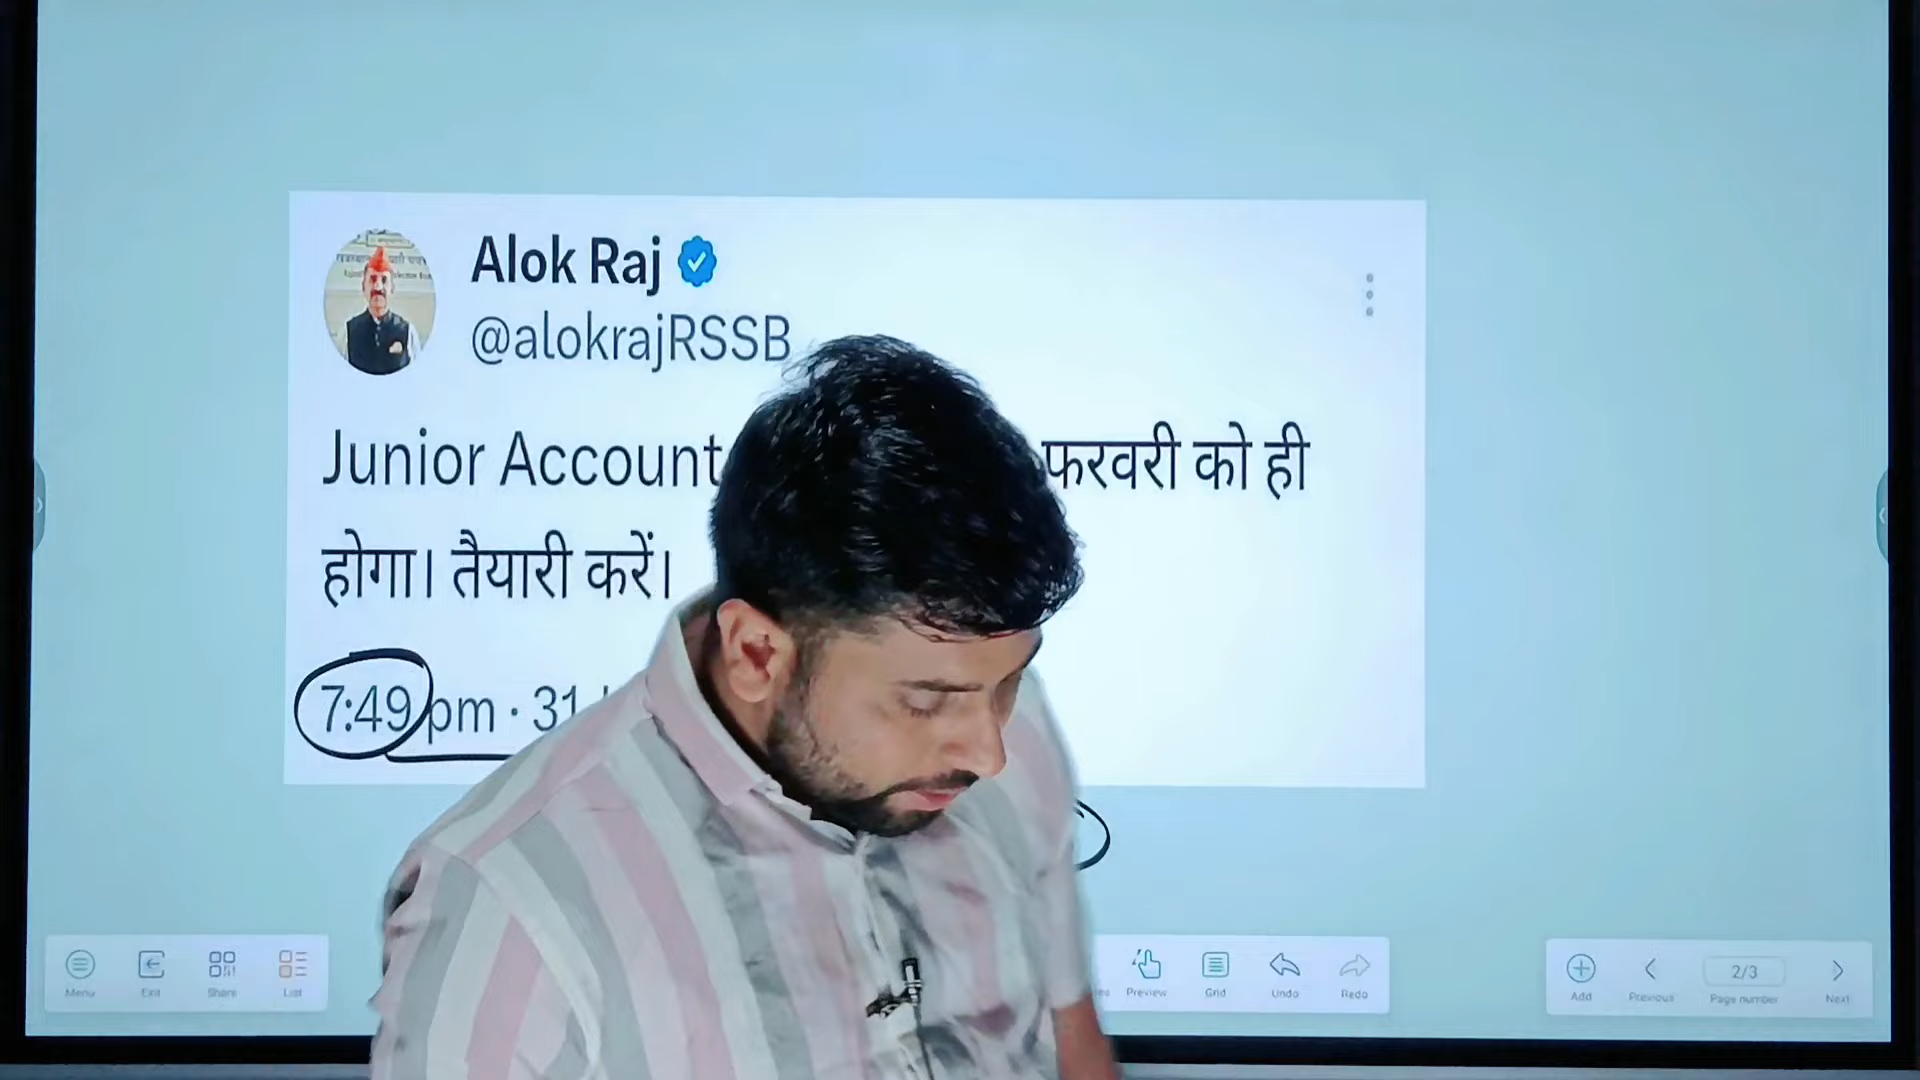 Alok Raj
@alokrajRSSB
Junior Account फरवरी को ही
होगा। तैयारी करें।
7:49 pm · 31
Menu Exit Share List
Preview Grid Undo Redo
Add Previous 2/3 Page number Next